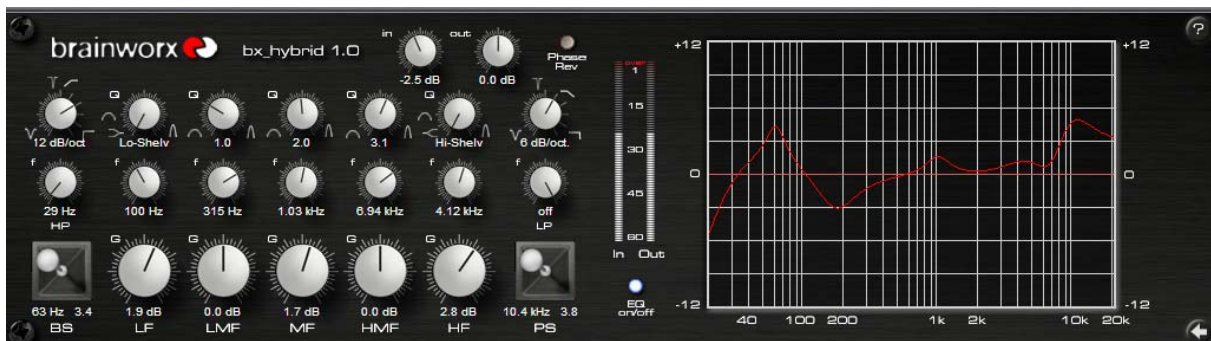 brainworx bx_hybrid 1.0
in out
-2.5 dB 0.0 dB
Phase Rev
Q Q Q Q Q
12 dB/oct. Lo-Shelv 1.0 2.0 3.1 Hi-Shelv 6 dB/oct.
f f f f f f f
29 Hz 100 Hz 315 Hz 1.03 kHz 6.94 kHz 4.12 kHz off
HP LP
G G G G G
63 Hz 3.4 1.9 dB 0.0 dB 1.7 dB 0.0 dB 2.8 dB 10.4 kHz 3.8
BS LF LMF MF HMF HF PS
over
1
15
30
45
60
In Out
EQ
on/off
+12 +12
0 0
-12 -12
40 100 200 1k 2k 10k 20k
?